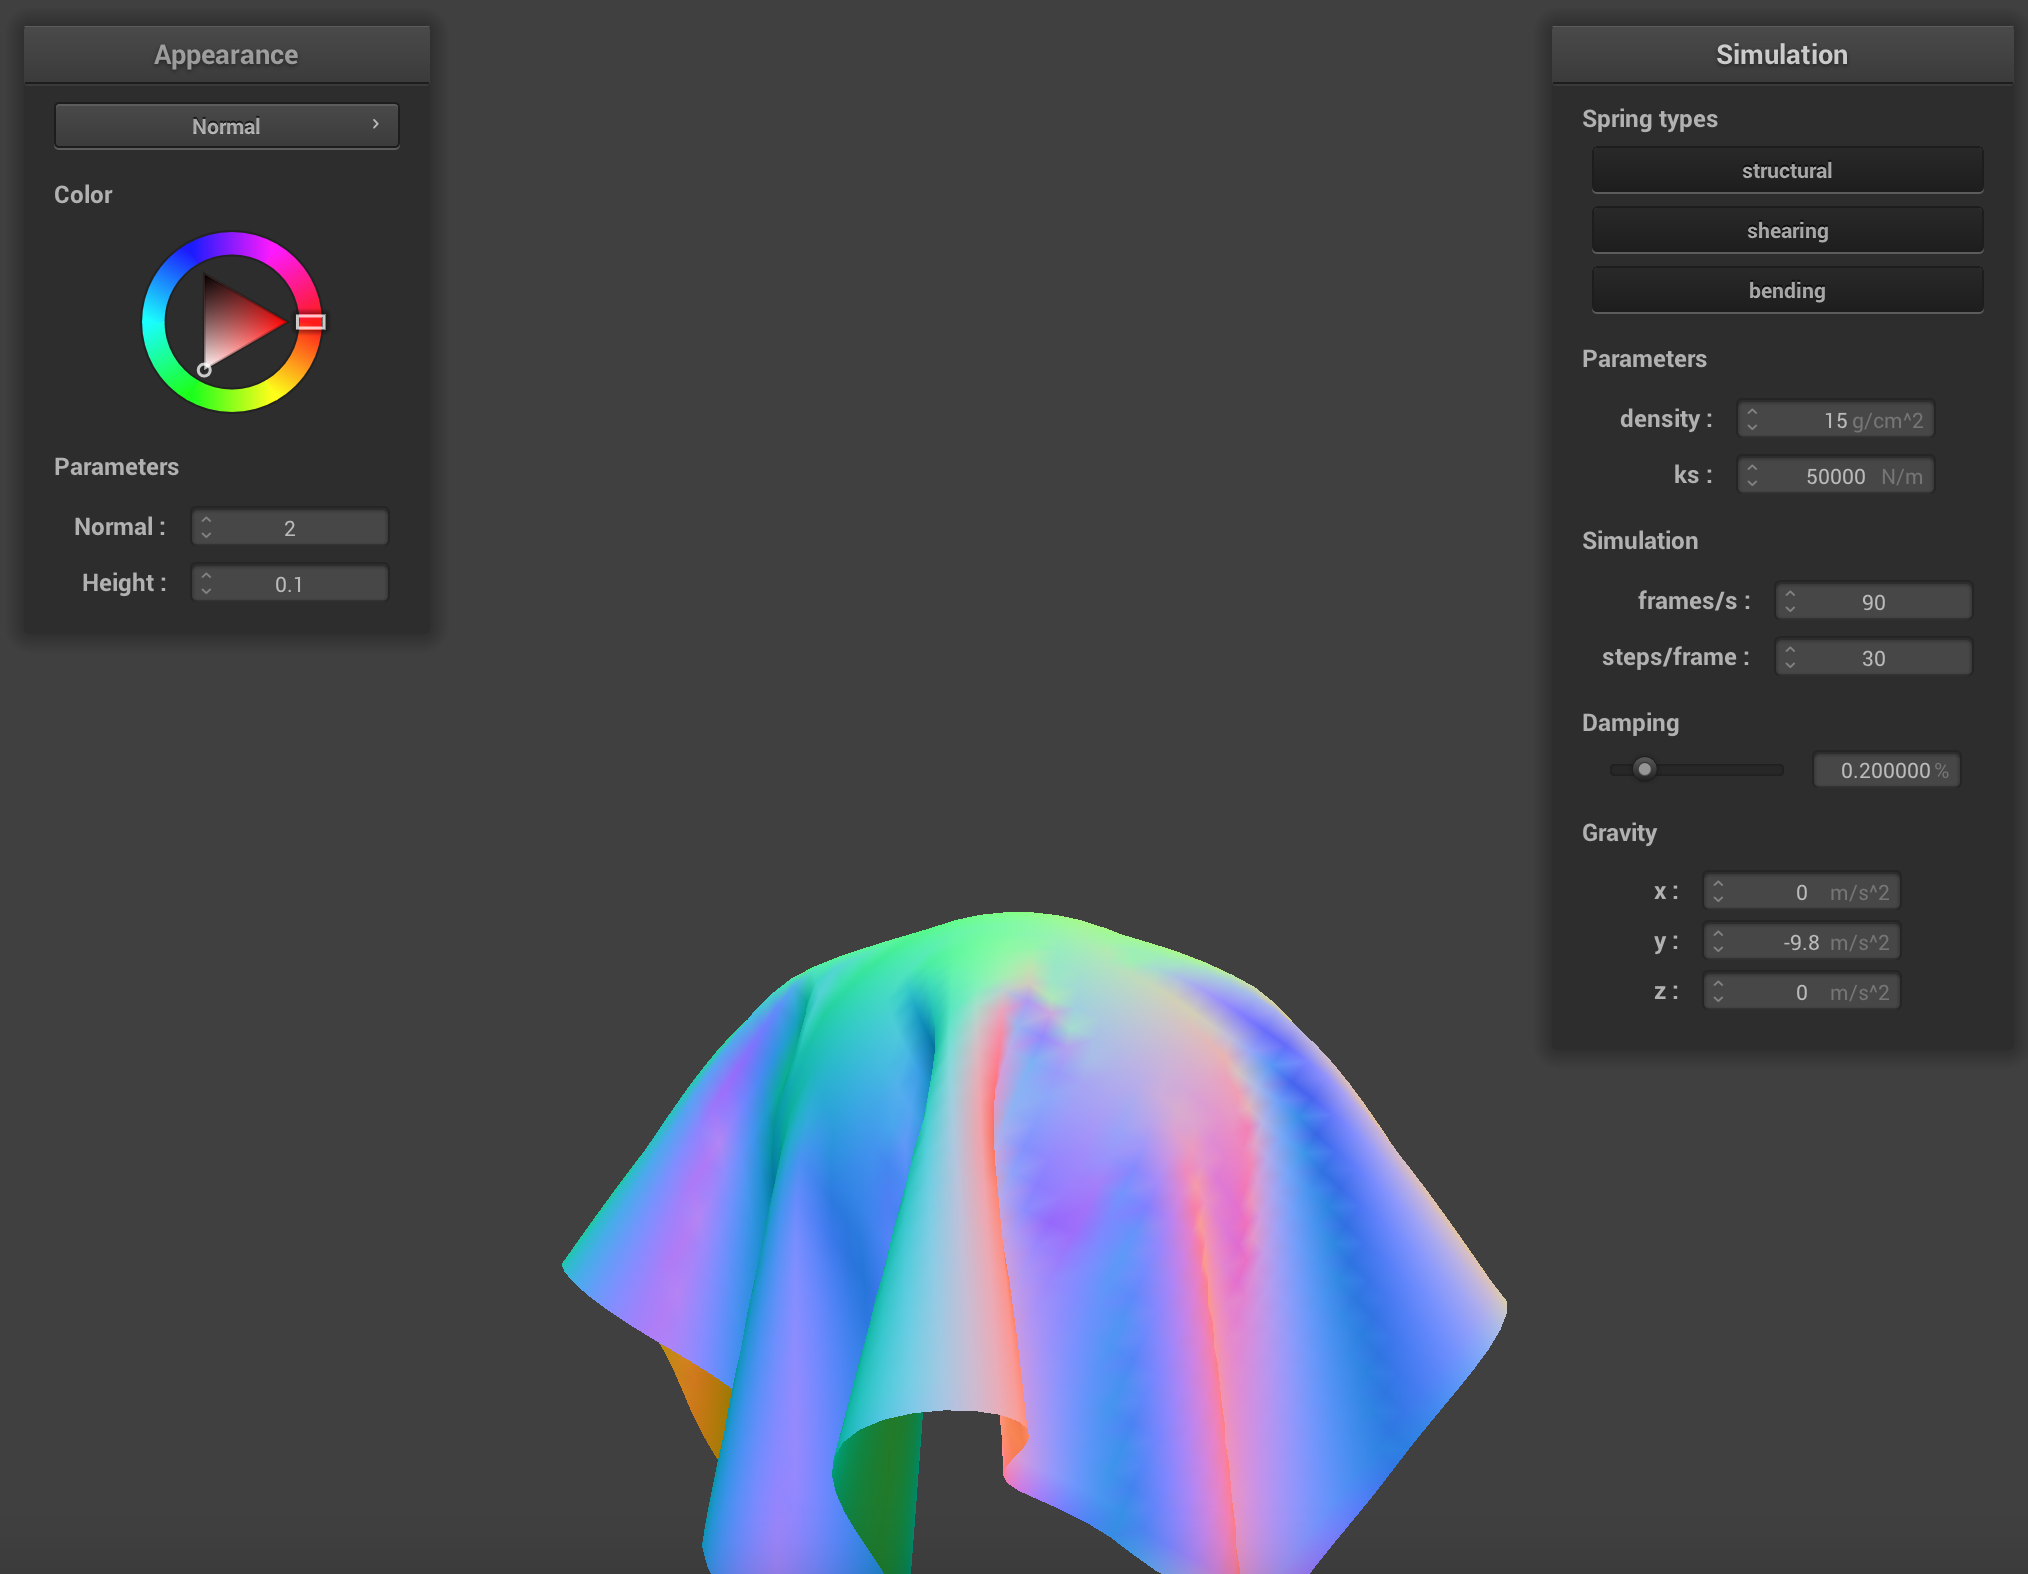 Appearance
Normal
Color
Parameters
Normal : 2
Height : 0.1
Simulation
Spring types
structural
shearing
bending
Parameters
density : 15 g/cm^2
ks : 50000 N/m
Simulation
frames/s : 90
steps/frame : 30
Damping
0.200000 %
Gravity
x : 0 m/s^2
y : -9.8 m/s^2
z : 0 m/s^2